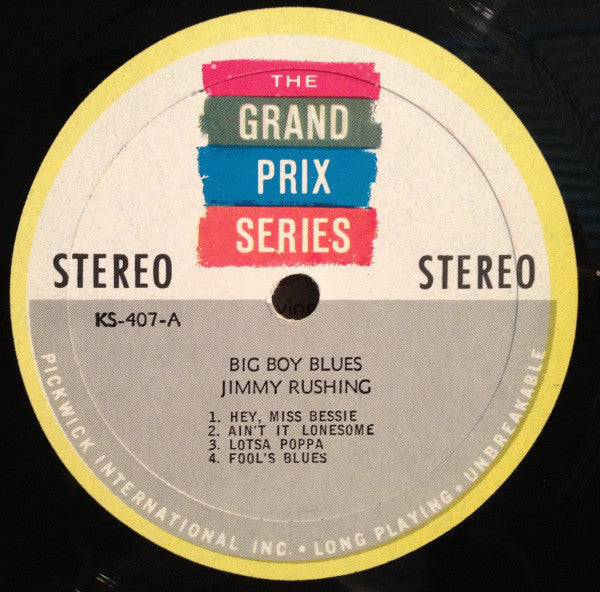 THE
GRAND
PRIX
SERIES
STEREO
STEREO
KS-407-A
BIG BOY BLUES
JIMMY RUSHING
1. HEY, MISS BESSIE
2. AIN'T IT LONESOME
3. LOTSA POPPA
4. FOOL'S BLUES
PICKWICK INTERNATIONAL INC. • LONG PLAYING • UNBREAKABLE